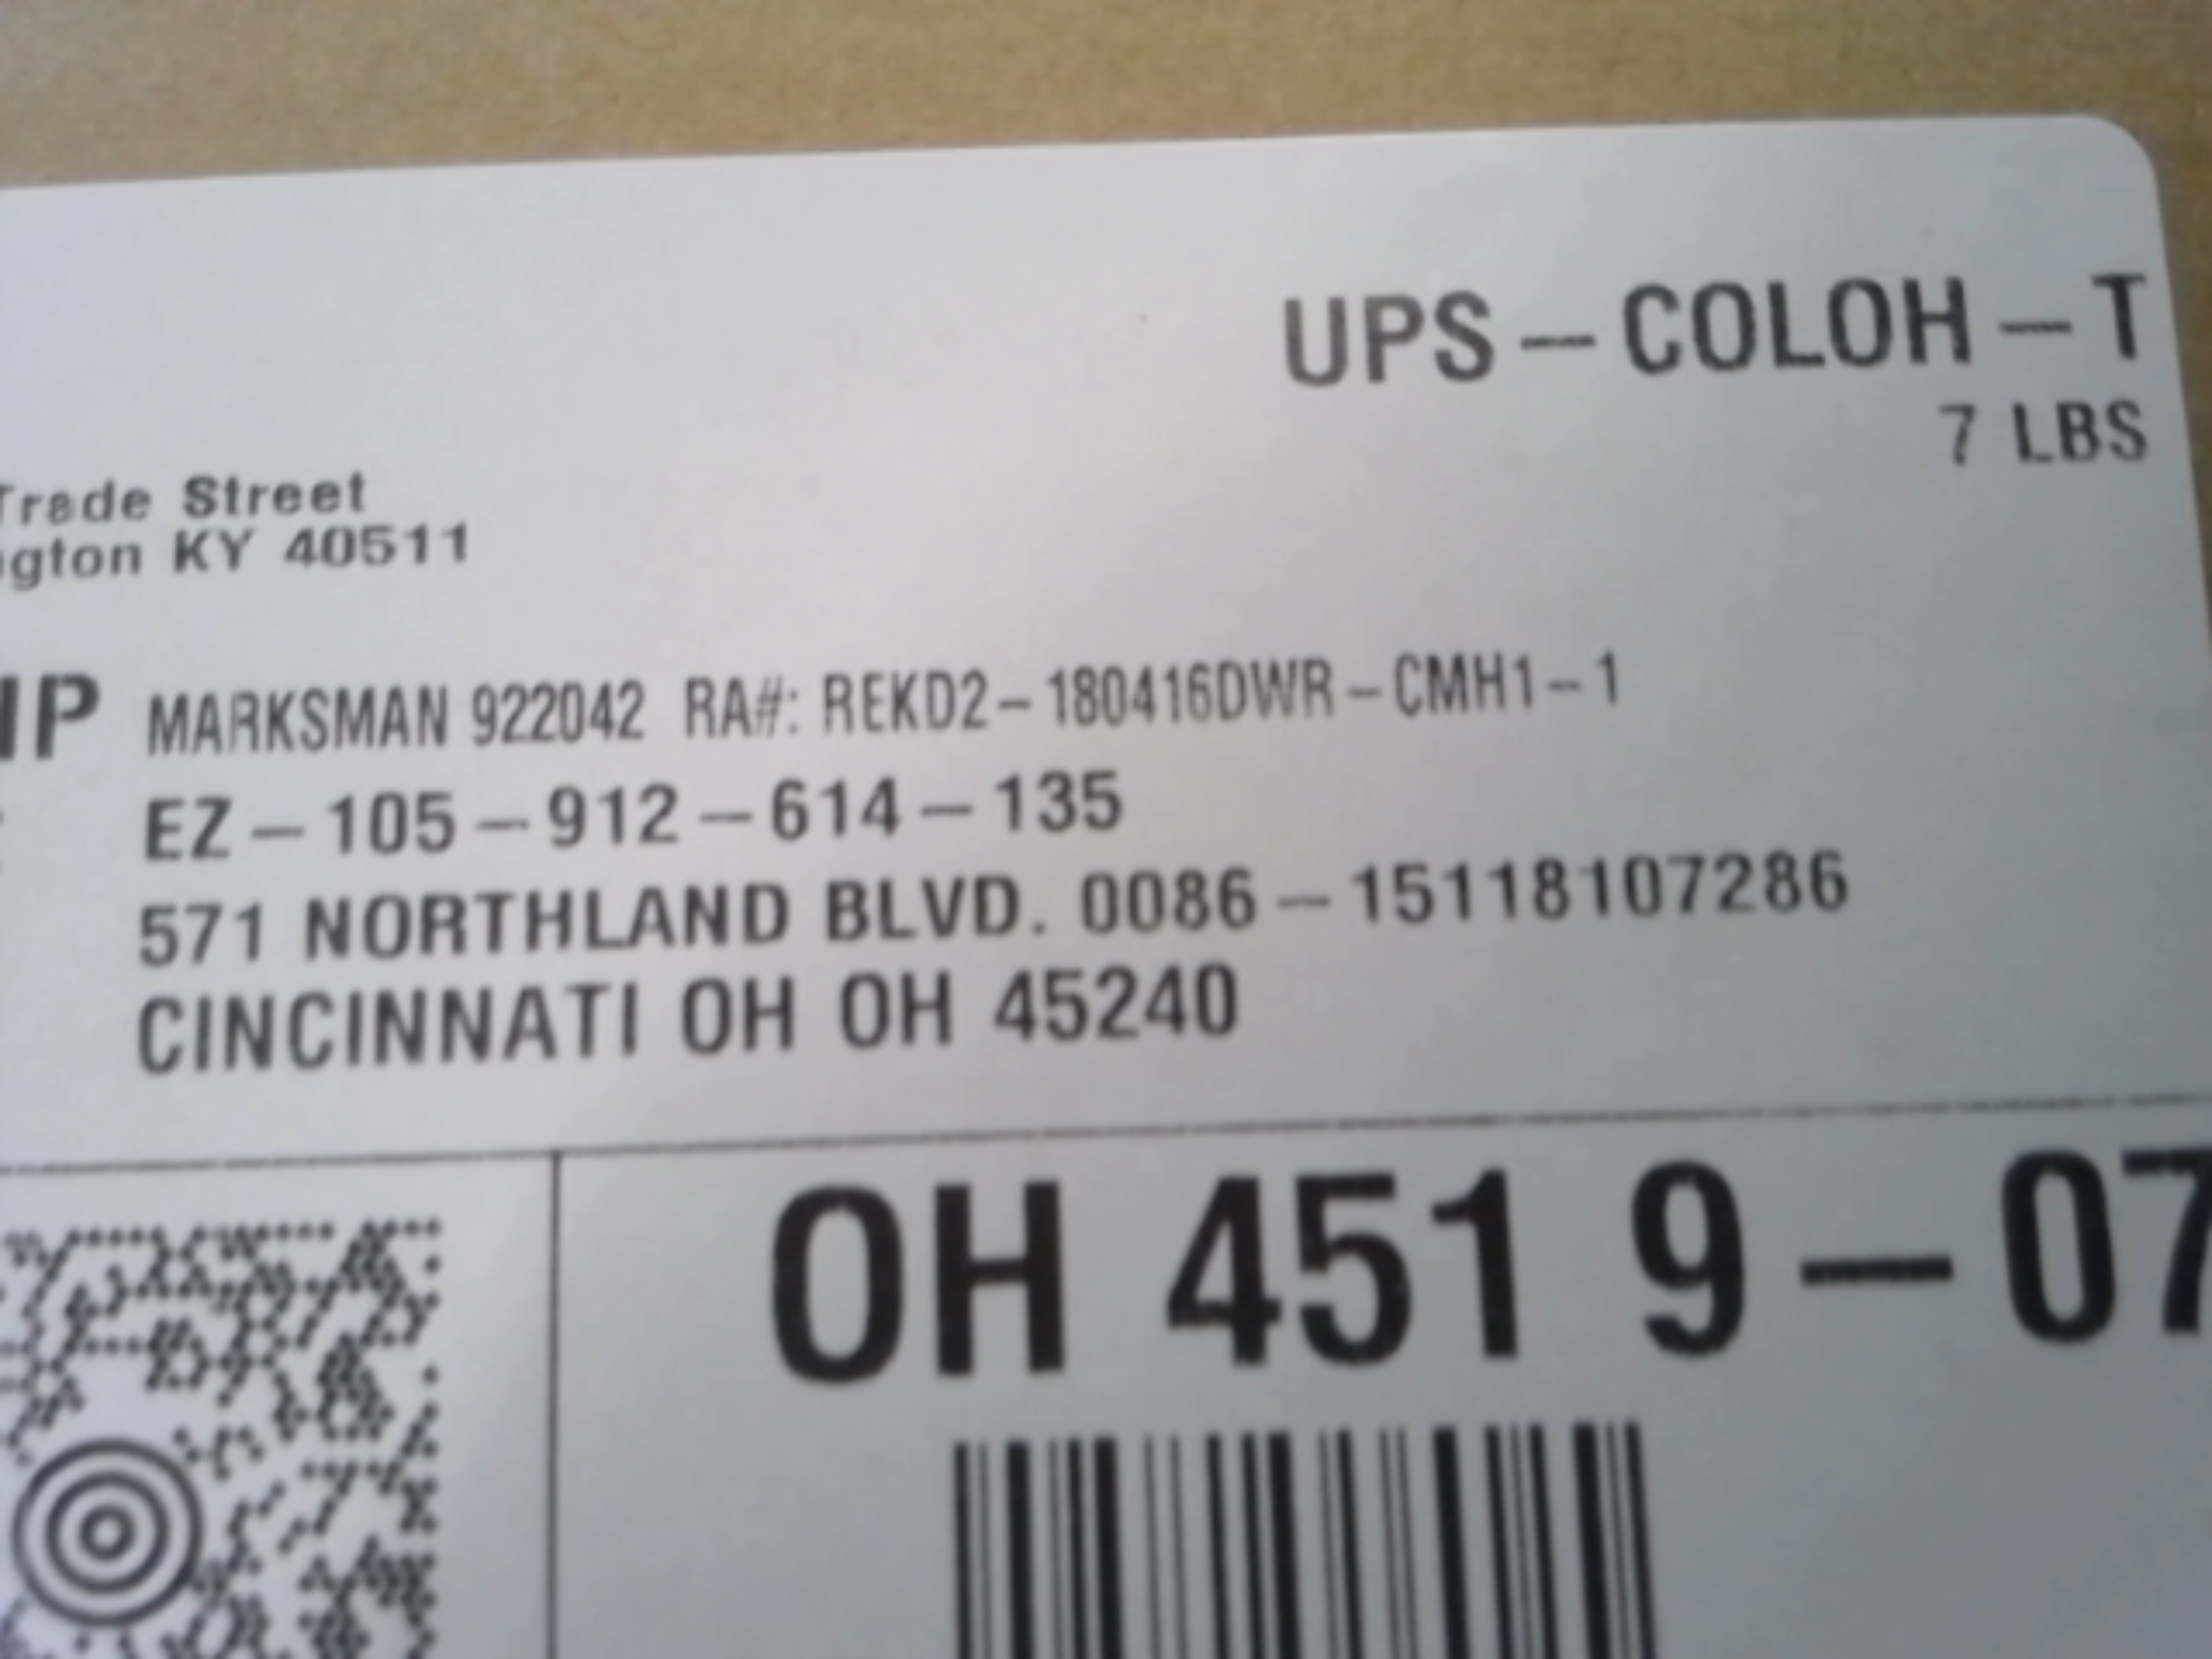 UPS-COLOH-T
7 LBS
Trade Street
ngton KY 40511
IP MARKSMAN 922042 RA#: REKD2-180416DWR-CMH1-1
EZ-105-912-614-135
571 NORTHLAND BLVD. 0086-15118107286
CINCINNATI OH OH 45240
OH 451 9-07